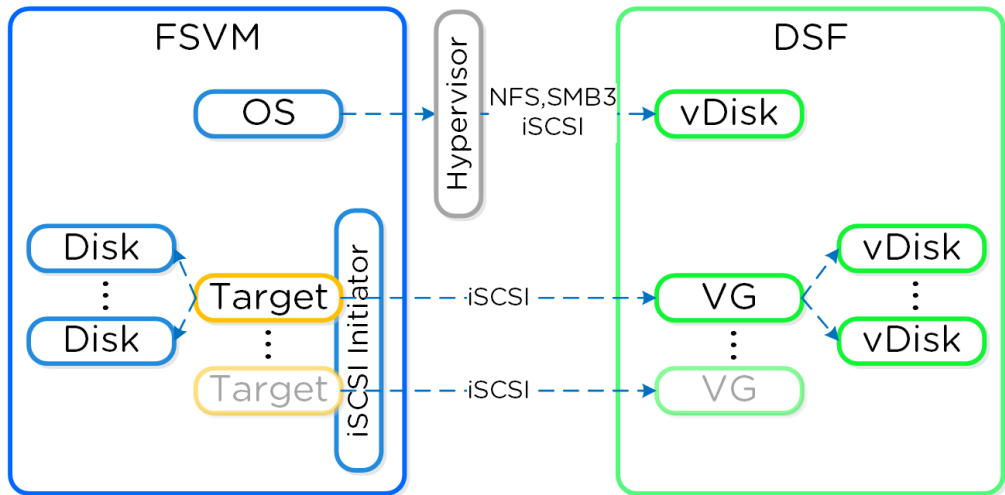 FSVM
OS
Hypervisor
NFS,SMB3
iSCSI
DSF
vDisk
Disk
Disk
Target
Target
iSCSI Initiator
iSCSI
iSCSI
VG
VG
vDisk
vDisk